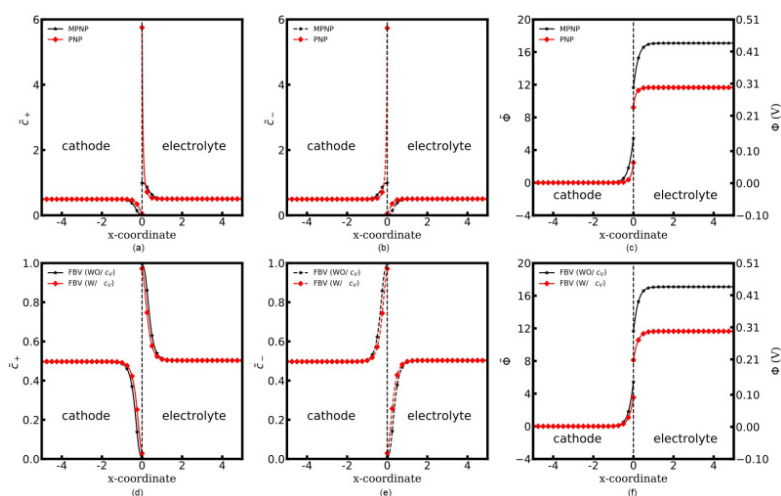 MPNP
PNP
6
4
2
0
c̃₊
cathode
electrolyte
-4 -2 0 2 4
x-coordinate
(a)
MPNP
PNP
6
4
2
0
c̃₋
cathode
electrolyte
-4 -2 0 2 4
x-coordinate
(b)
MPNP
PNP
20
16
12
8
4
0
−4
Φ̃
cathode
electrolyte
0.51
0.41
0.31
0.21
0.10
0.00
−0.10
Φ (V)
-4 -2 0 2 4
x-coordinate
(c)
FBV (WO/ cᵥ)
FBV (W/ cᵥ)
1.0
0.8
0.6
0.4
0.2
0.0
c̃₊
cathode
electrolyte
-4 -2 0 2 4
x-coordinate
(d)
FBV (WO/ cᵥ)
FBV (W/ cᵥ)
1.0
0.8
0.6
0.4
0.2
0.0
c̃₋
cathode
electrolyte
-4 -2 0 2 4
x-coordinate
(e)
FBV (WO/ cᵥ)
FBV (W/ cᵥ)
20
16
12
8
4
0
−4
Φ̃
cathode
electrolyte
0.51
0.41
0.31
0.21
0.10
0.00
−0.10
Φ (V)
-4 -2 0 2 4
x-coordinate
(f)